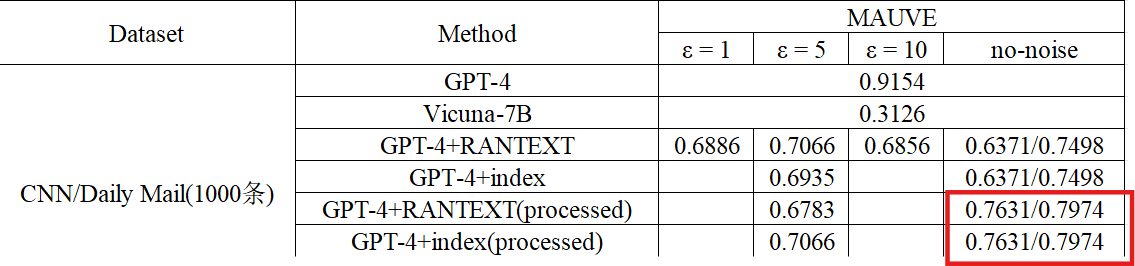 Dataset Method MAUVE
ε = 1 ε = 5 ε = 10 no-noise
CNN/Daily Mail(1000条) GPT-4 0.9154
Vicuna-7B 0.3126
GPT-4+RANTEXT 0.6886 0.7066 0.6856 0.6371/0.7498
GPT-4+index 0.6935 0.6371/0.7498
GPT-4+RANTEXT(processed) 0.6783 0.7631/0.7974
GPT-4+index(processed) 0.7066 0.7631/0.7974